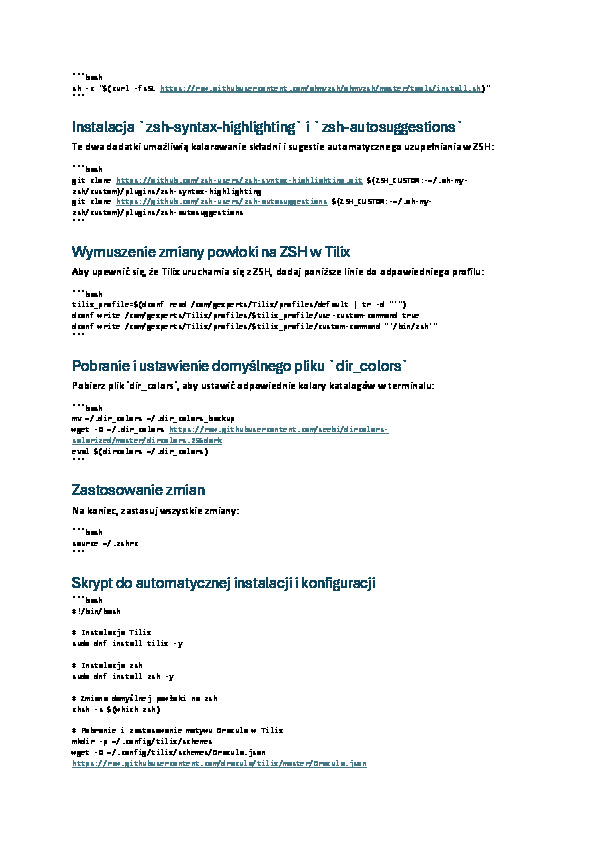 ```bash
sh -c "$(curl -fsSL https://raw.githubusercontent.com/ohmyzsh/ohmyzsh/master/tools/install.sh)"
```
Instalacja `zsh-syntax-highlighting` i `zsh-autosuggestions`
Te dwa dodatki umożliwią kolorowanie składni i sugestie automatycznego uzupełniania w ZSH:
```bash
git clone https://github.com/zsh-users/zsh-syntax-highlighting.git ${ZSH_CUSTOM:-~/.oh-my-
zsh/custom}/plugins/zsh-syntax-highlighting
git clone https://github.com/zsh-users/zsh-autosuggestions ${ZSH_CUSTOM:-~/.oh-my-
zsh/custom}/plugins/zsh-autosuggestions
```
Wymuszenie zmiany powłoki na ZSH w Tilix
Aby upewnić się, że Tilix uruchamia się z ZSH, dodaj poniższe linie do odpowiedniego profilu:
```bash
tilix_profile=$(dconf read /com/gexperts/Tilix/profiles/default | tr -d "'")
dconf write /com/gexperts/Tilix/profiles/$tilix_profile/use-custom-command true
dconf write /com/gexperts/Tilix/profiles/$tilix_profile/custom-command "'/bin/zsh'"
```
Pobranie i ustawienie domyślnego pliku `dir_colors`
Pobierz plik `dir_colors`, aby ustawić odpowiednie kolory katalogów w terminalu:
```bash
mv ~/.dir_colors ~/.dir_colors_backup
wget -O ~/.dir_colors https://raw.githubusercontent.com/seebi/dircolors-
solarized/master/dircolors.256dark
eval $(dircolors ~/.dir_colors)
```
Zastosowanie zmian
Na koniec, zastosuj wszystkie zmiany:
```bash
source ~/.zshrc
```
Skrypt do automatycznej instalacji i konfiguracji
```bash
#!/bin/bash
# Instalacja Tilix
sudo dnf install tilix -y
# Instalacja zsh
sudo dnf install zsh -y
# Zmiana domyślnej powłoki na zsh
chsh -s $(which zsh)
# Pobranie i zastosowanie motywu Dracula w Tilix
mkdir -p ~/.config/tilix/schemes
wget -O ~/.config/tilix/schemes/Dracula.json
https://raw.githubusercontent.com/dracula/tilix/master/Dracula.json